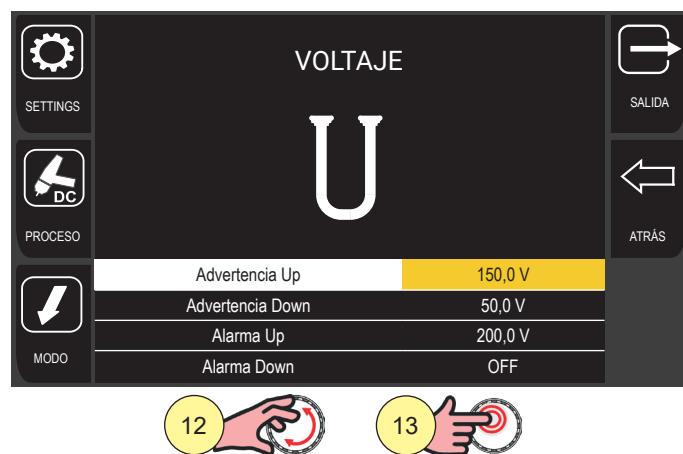 VOLTAJE
U
SETTINGS
SALIDA
DC
PROCESO
ATRÁS
MODO
Advertencia Up 150,0 V
Advertencia Down 50,0 V
Alarma Up 200,0 V
Alarma Down OFF
12
13